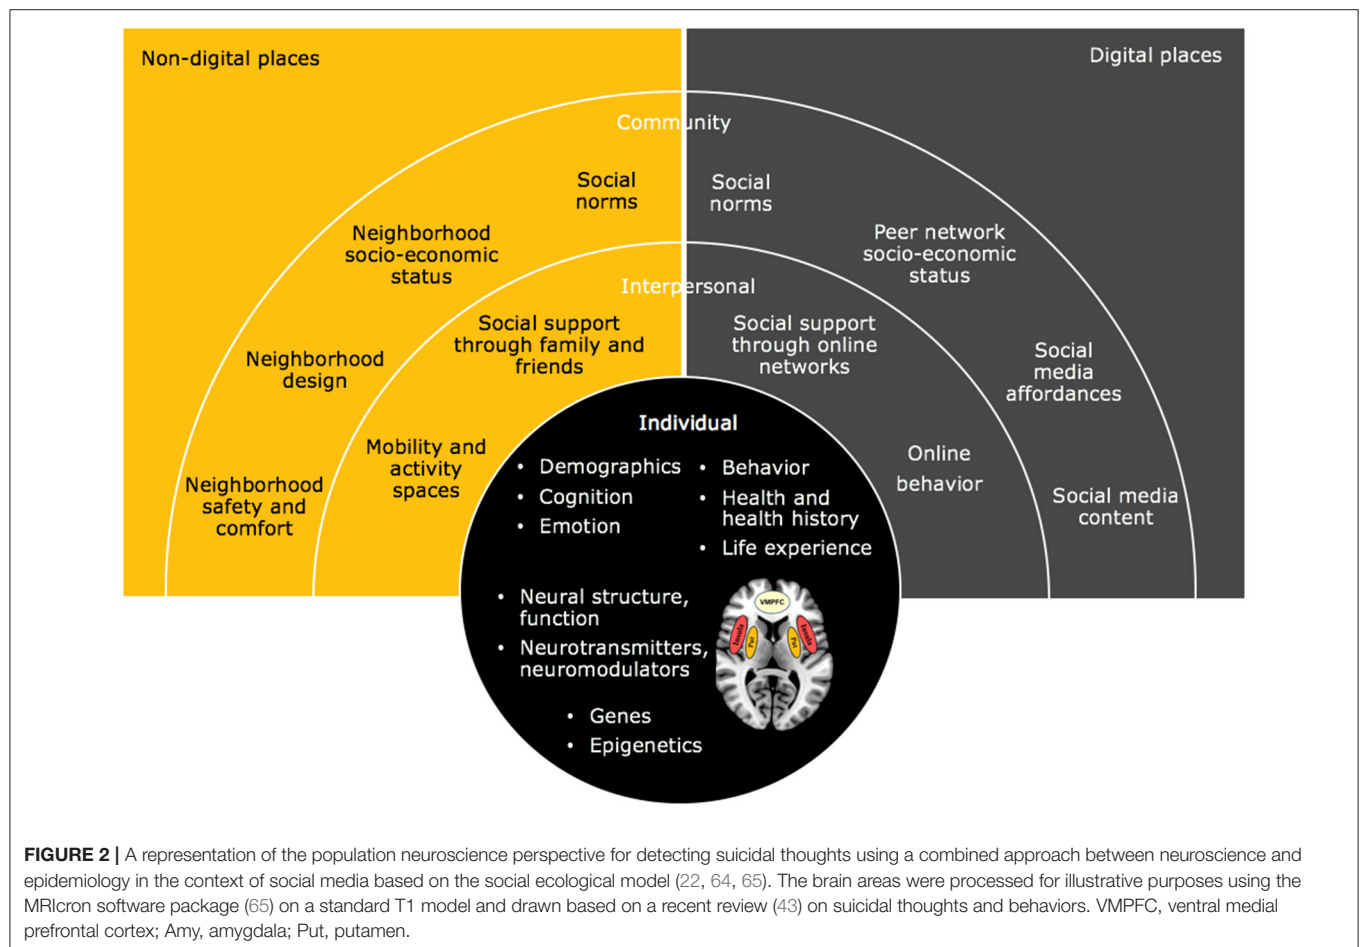 Non-digital places
Digital places
Community
Social
norms
Social
norms
Neighborhood
socio-economic
status
Peer network
socio-economic
status
Interpersonal
Social support
through family and
friends
Social support
through online
networks
Neighborhood
design
Social
media
affordances
Mobility and
activity
spaces
Online
behavior
Neighborhood
safety and
comfort
Social media
content
Individual
• Demographics
• Cognition
• Emotion
• Behavior
• Health and
health history
• Life experience
• Neural structure,
function
• Neurotransmitters,
neuromodulators
• Genes
• Epigenetics
VMPFC
Insula
Put
Put
Insula
FIGURE 2 | A representation of the population neuroscience perspective for detecting suicidal thoughts using a combined approach between neuroscience and
epidemiology in the context of social media based on the social ecological model (22, 64, 65). The brain areas were processed for illustrative purposes using the
MRIcron software package (65) on a standard T1 model and drawn based on a recent review (43) on suicidal thoughts and behaviors. VMPFC, ventral medial
prefrontal cortex; Amy, amygdala; Put, putamen.